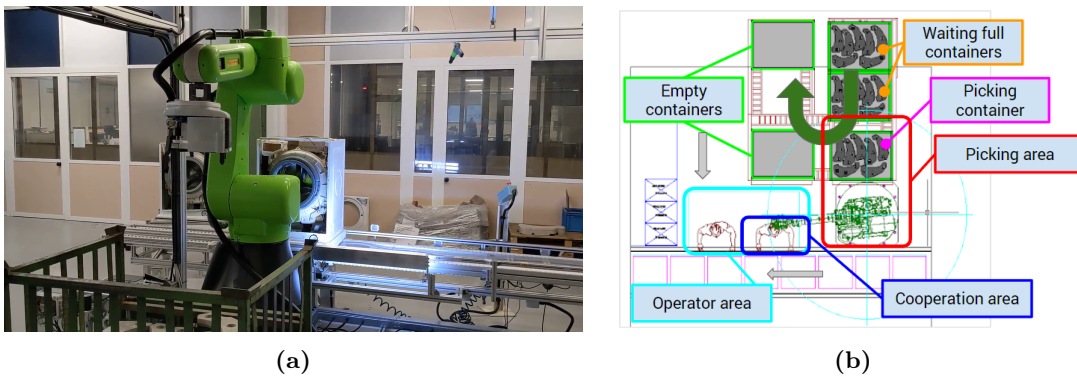 Waiting full
containers
Empty
containers
Picking
container
Picking area
Operator area
Cooperation area
(a)
(b)